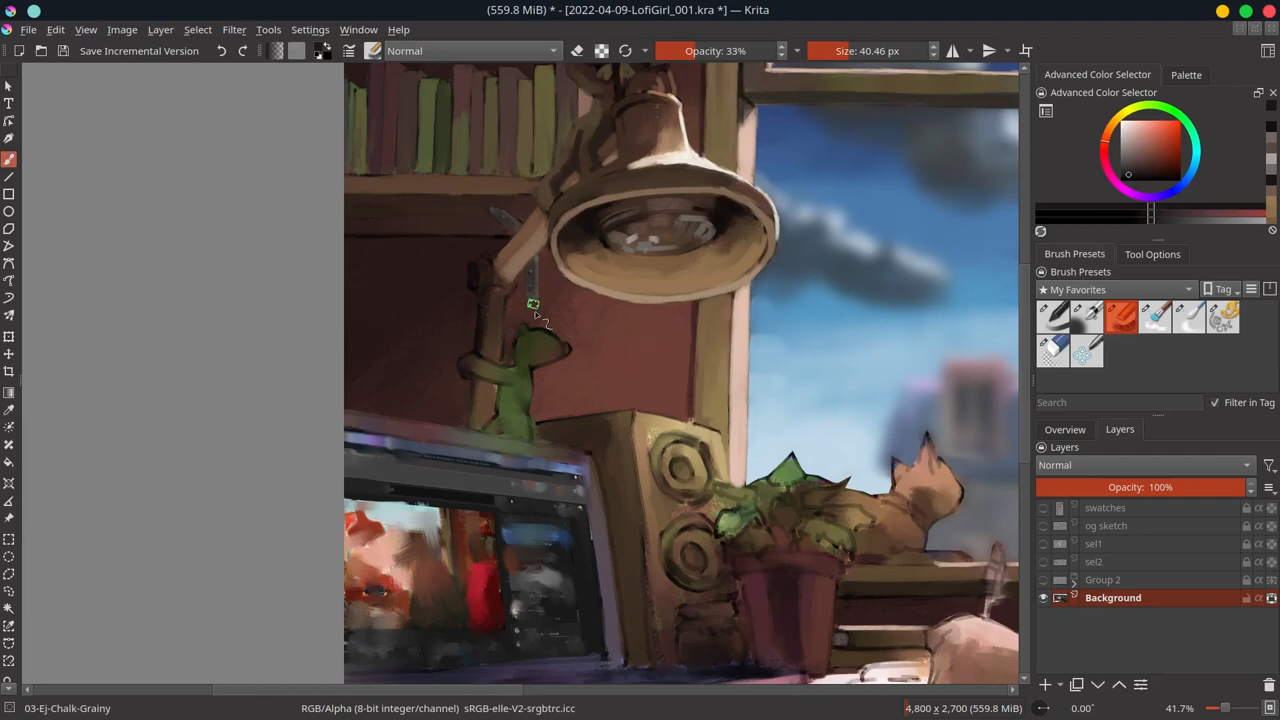 (559.8 MiB) * - [2022-04-09-LofiGirl_001.kra *] — Krita
File Edit View Image Layer Select Filter Tools Settings Window Help
Save Incremental Version Normal Opacity: 33% Size: 40.46 px
Advanced Color Selector Palette
Advanced Color Selector
Brush Presets Tool Options
Brush Presets
★ My Favorites Tag
Search Filter in Tag
Overview Layers
Layers
Normal
Opacity: 100%
swatches
og sketch
sel1
sel2
Group 2
Background
03-Ej-Chalk-Grainy RGB/Alpha (8-bit integer/channel) sRGB-elle-V2-srgbtrc.icc 4,800 x 2,700 (559.8 MiB) 0.00° 41.7%